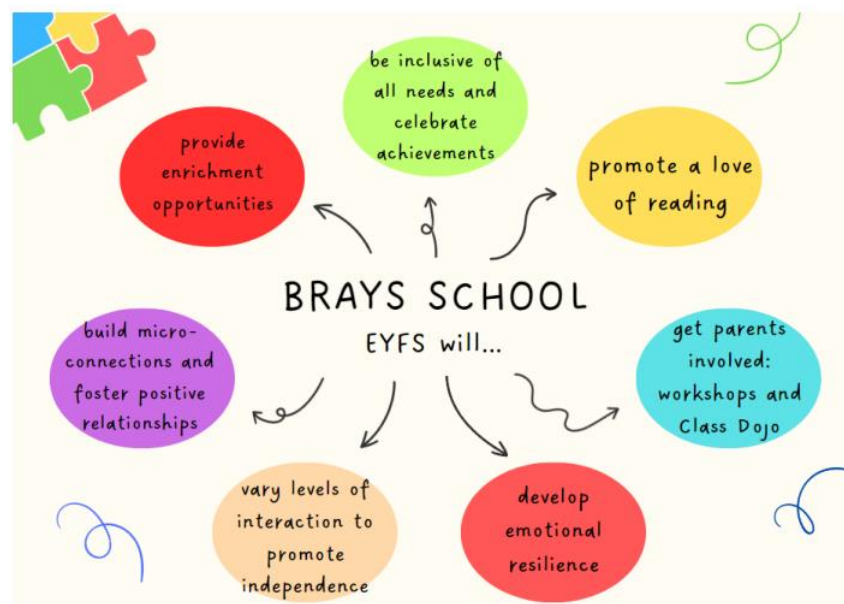 be inclusive of
all needs and
celebrate
achievements
provide
enrichment
opportunities
promote a love
of reading
BRAYS SCHOOL
EYFS will...
build micro-
connections and
foster positive
relationships
get parents
involved:
workshops and
Class Dojo
vary levels of
interaction to
promote
independence
develop
emotional
resilience